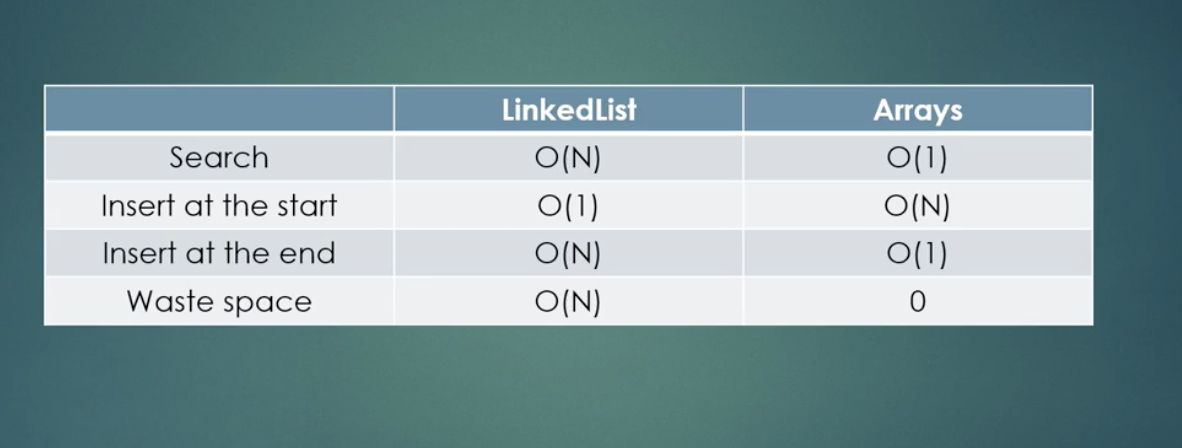 LinkedList Arrays
Search O(N) O(1)
Insert at the start O(1) O(N)
Insert at the end O(N) O(1)
Waste space O(N) 0